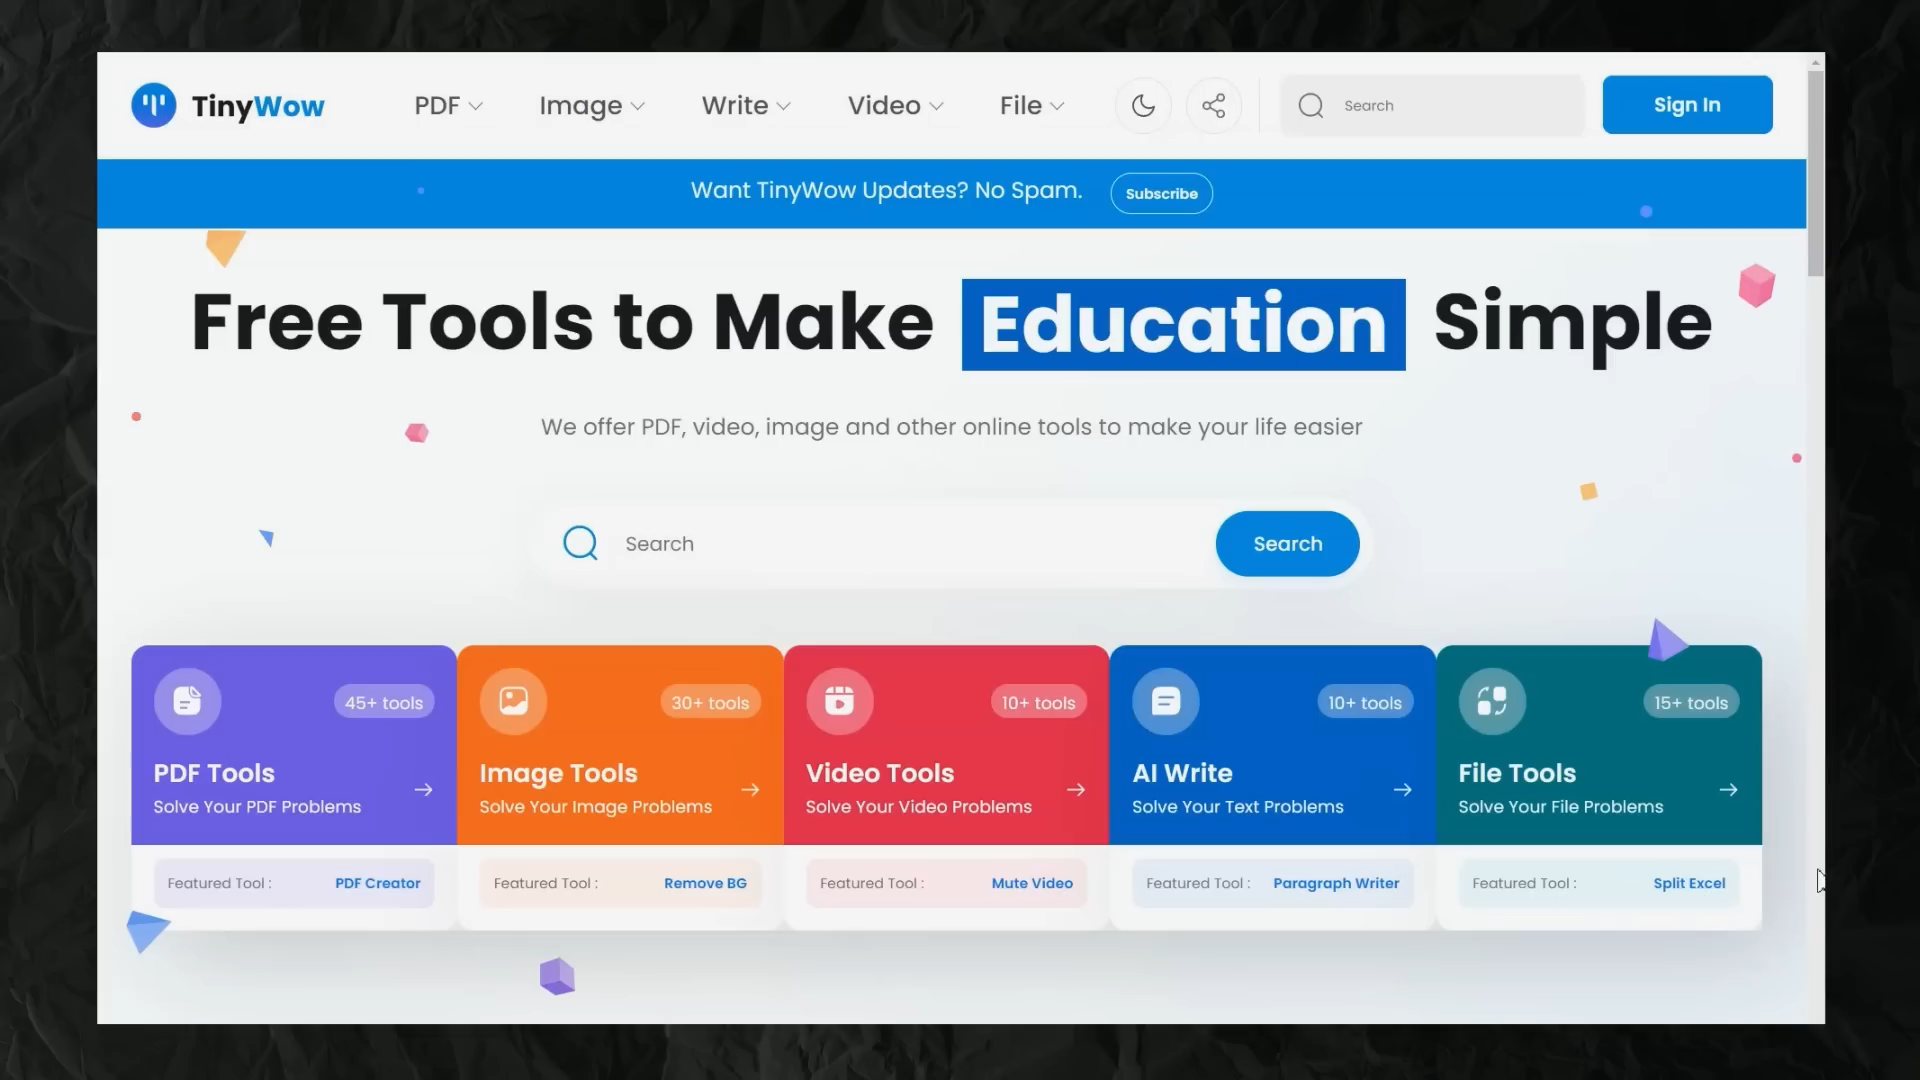 TinyWow
PDF
Image
Write
Video
File
Search
Sign In
Want TinyWow Updates? No Spam.
Subscribe
Free Tools to Make Education Simple
We offer PDF, video, image and other online tools to make your life easier
Search
Search
45+ tools
PDF Tools
Solve Your PDF Problems
Featured Tool :
PDF Creator
30+ tools
Image Tools
Solve Your Image Problems
Featured Tool :
Remove BG
10+ tools
Video Tools
Solve Your Video Problems
Featured Tool :
Mute Video
10+ tools
AI Write
Solve Your Text Problems
Featured Tool :
Paragraph Writer
15+ tools
File Tools
Solve Your File Problems
Featured Tool :
Split Excel